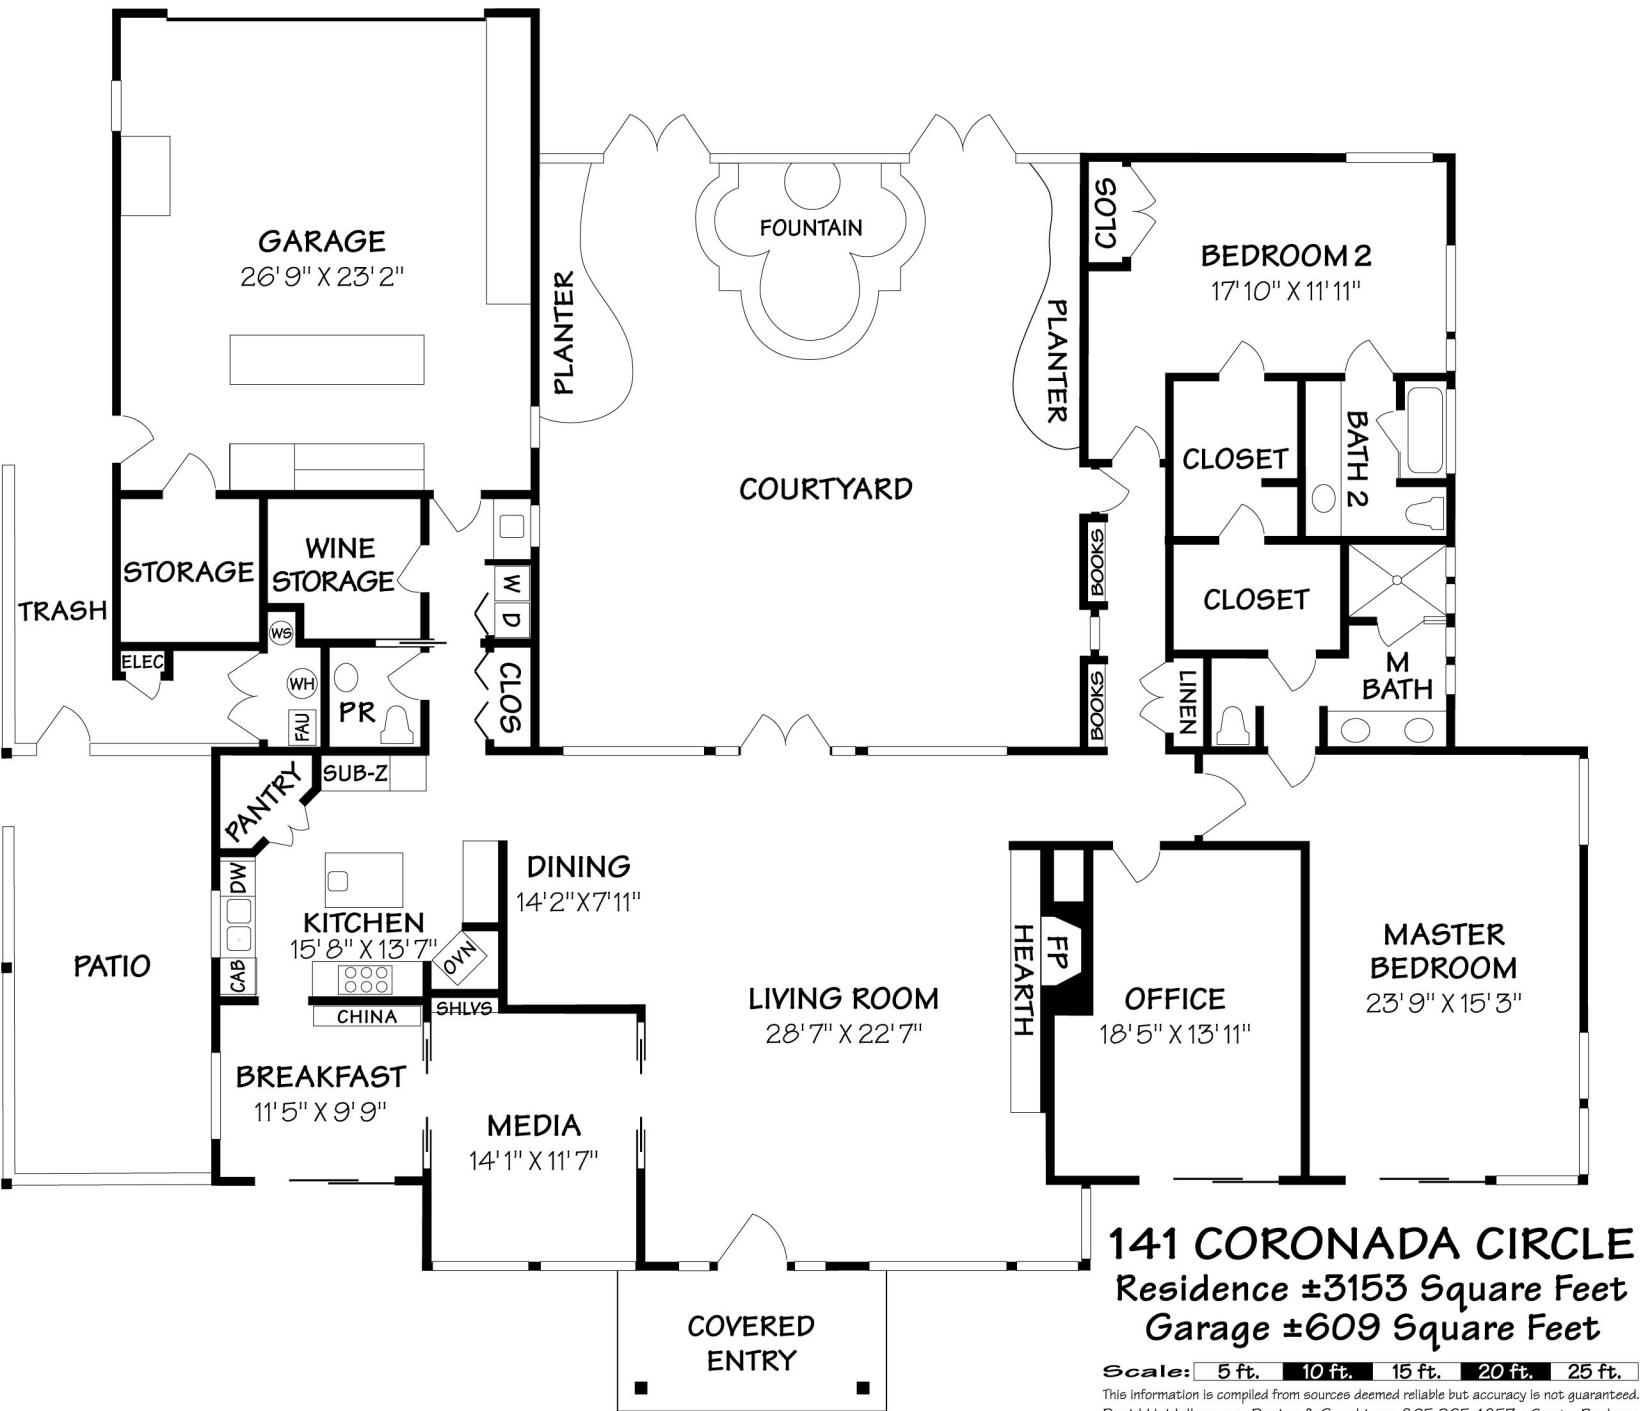 GARAGE
26'9" X 23'2"
FOUNTAIN
PLANTER
PLANTER
CLOS
BEDROOM 2
17'10" X 11'11"
CLOSET
BATH 2
COURTYARD
STORAGE
WINE
STORAGE
W
D
BOOKS
CLOSET
TRASH
WS
ELEC
WH
FAU
PR
CLOS
BOOKS
LINEN
M
BATH
PANTRY
SUB-Z
DW
KITCHEN
15'8" X 13'7"
CAB
OVN
DINING
14'2"X7'11"
PATIO
CHINA
SHLVS
LIVING ROOM
28'7" X 22'7"
HEARTH
FP
OFFICE
18'5" X 13'11"
MASTER
BEDROOM
23'9" X 15'3"
BREAKFAST
11'5" X 9'9"
MEDIA
14'1" X 11'7"
COVERED
ENTRY
141 CORONADA CIRCLE
Residence ±3153 Square Feet
Garage ±609 Square Feet
Scale: 5 ft. 10 ft. 15 ft. 20 ft. 25 ft.
This information is compiled from sources deemed reliable but accuracy is not guaranteed.